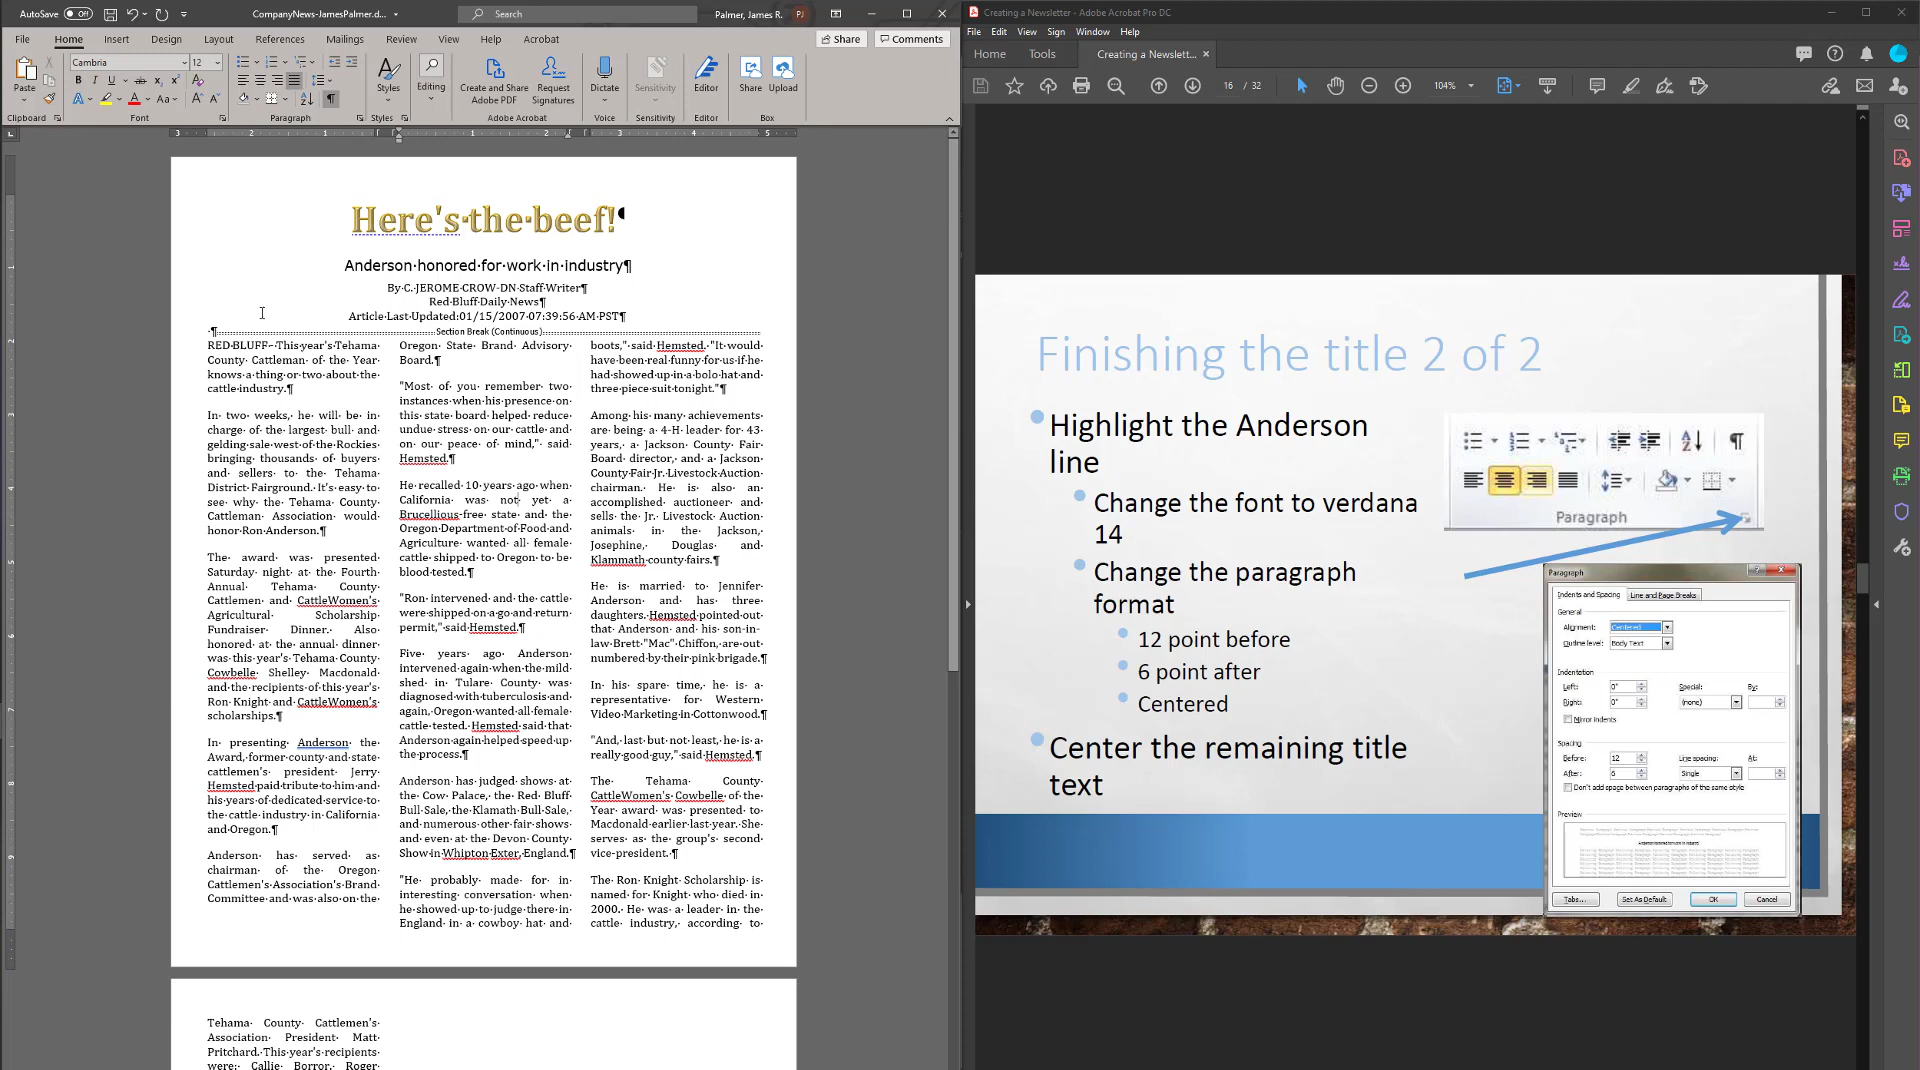 AutoSave Off
CompanyNews-JamesPalmer.d...
Search
Palmer, James R.
PJ
File Home Insert Design Layout References Mailings Review View Help Acrobat
Share Comments
Cambria 12
Paste
Styles
Editing
Create and Share Adobe PDF
Request Signatures
Dictate
Sensitivity
Editor
Share
Upload
Clipboard Font Paragraph Styles Adobe Acrobat Voice Sensitivity Editor Box
Here's the beef!¶
Anderson honored for work in industry¶
By C. JEROME CROW-DN Staff Writer¶
Red Bluff Daily News¶
Article Last Updated:01/15/2007 07:39:56 AM PST¶
¶ Section Break (Continuous)
RED BLUFF-- This year's Tehama
County Cattleman of the Year
knows a thing or two about the
cattle industry.¶
In two weeks, he will be in
charge of the largest bull and
gelding sale west of the Rockies
bringing thousands of buyers
and sellers to the Tehama
District Fairground. It's easy to
see why the Tehama County
Cattleman Association would
honor Ron Anderson.¶
The award was presented
Saturday night at the Fourth
Annual Tehama County
Cattlemen and CattleWomen's
Agricultural Scholarship
Fundraiser Dinner. Also
honored at the annual dinner
was this year's Tehama County
Cowbelle Shelley Macdonald
and the recipients of this year's
Ron Knight and CattleWomen's
scholarships.¶
In presenting Anderson the
Award, former county and state
cattlemen's president Jerry
Hemsted paid tribute to him and
his years of dedicated service to
the cattle industry in California
and Oregon.¶
Anderson has served as
chairman of the Oregon
Cattlemen's Association's Brand
Committee and was also on the
Oregon State Brand Advisory
Board.¶
"Most of you remember two
instances when his presence on
this state board helped reduce
undue stress on our cattle and
on our peace of mind," said
Hemsted.¶
He recalled 10 years ago when
California was not yet a
Brucellious-free state and the
Oregon Department of Food and
Agriculture wanted all female
cattle shipped to Oregon to be
blood tested.¶
"Ron intervened and the cattle
were shipped on a go and return
permit," said Hemsted.¶
Five years ago Anderson
intervened again when the mild
shed in Tulare County was
diagnosed with tuberculosis and
again, Oregon wanted all female
cattle tested. Hemsted said that
Anderson again helped speed up
the process.¶
Anderson has judged shows at
the Cow Palace, the Red Bluff
Bull Sale, the Klamath Bull Sale,
and numerous other fair shows
and even at the Devon County
Show in Whipton Exter, England.¶
"He probably made for in
interesting conversation when
he showed up to judge there in
England in a cowboy hat and
boots," said Hemsted. "It would
have been real funny for us if he
had showed up in a bolo hat and
three piece suit tonight."¶
Among his many achievements
are being a 4-H leader for 43
years, a Jackson County Fair
Board director, and a Jackson
County Fair Jr. Livestock Auction
chairman. He is also an
accomplished auctioneer and
sells the Jr. Livestock Auction
animals in the Jackson,
Josephine, Douglas and
Klammath county fairs.¶
He is married to Jennifer
Anderson and has three
daughters. Hemsted pointed out
that Anderson and his son-in-
law Brett "Mac" Chiffon, are out
numbered by their pink brigade.¶
In his spare time, he is a
representative for Western
Video Marketing in Cottonwood.¶
"And, last but not least, he is a
really good guy," said Hemsted.¶
The Tehama County
CattleWomen's Cowbelle of the
Year award was presented to
Macdonald earlier last year. She
serves as the group's second
vice-president. ¶
The Ron Knight Scholarship is
named for Knight who died in
2000. He was a leader in the
cattle industry, according to
Tehama County Cattlemen's
Association President Matt
Pritchard. This year's recipients
were: Callie Borror, Roger
Creating a Newsletter - Adobe Acrobat Pro DC
File Edit View Sign Window Help
Home Tools Creating a Newslett...
16 / 32
104%
Finishing the title 2 of 2
Highlight the Anderson
line
Change the font to verdana
14
Change the paragraph
format
12 point before
6 point after
Centered
Center the remaining title
text
Paragraph
Paragraph
Indents and Spacing Line and Page Breaks
General
Alignment: Centered
Outline level: Body Text
Indentation
Left: 0" Special: By:
Right: 0" (none)
Mirror indents
Spacing
Before: 12 Line spacing: At:
After: 6 Single
Don't add space between paragraphs of the same style
Preview
Tabs... Set As Default OK Cancel